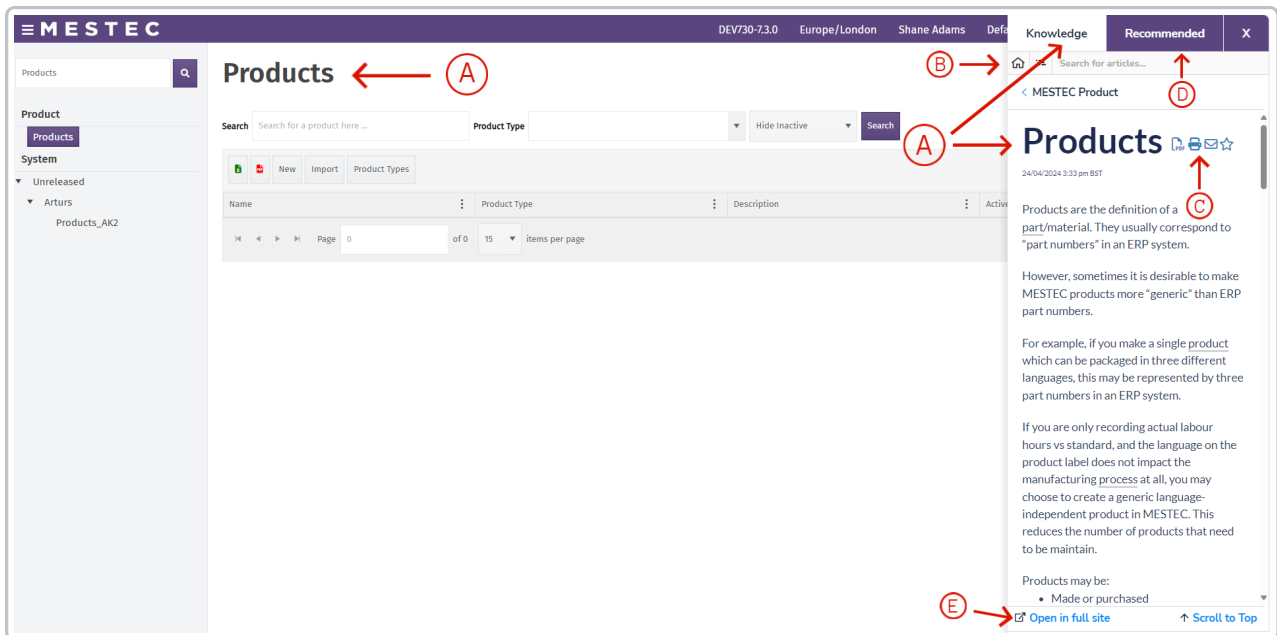 MESTEC
DEV730-7.3.0 Europe/London Shane Adams Defa
Knowledge Recommended X
Products
Product
Products
System
Unreleased
Arturs
Products_AK2
Products
A
Search Search for a product here ... Product Type Hide Inactive Search
New Import Product Types
Name Product Type Description Active
Page 0 of 0 15 items per page
B
Search for articles...
D
MESTEC Product
A
Products PDF
24/04/2024 3:33 pm BST
C
Products are the definition of a
part/material. They usually correspond to
"part numbers" in an ERP system.
However, sometimes it is desirable to make
MESTEC products more "generic" than ERP
part numbers.
For example, if you make a single product
which can be packaged in three different
languages, this may be represented by three
part numbers in an ERP system.
If you are only recording actual labour
hours vs standard, and the language on the
product label does not impact the
manufacturing process at all, you may
choose to create a generic language-
independent product in MESTEC. This
reduces the number of products that need
to be maintain.
Products may be:
• Made or purchased
E
Open in full site Scroll to Top